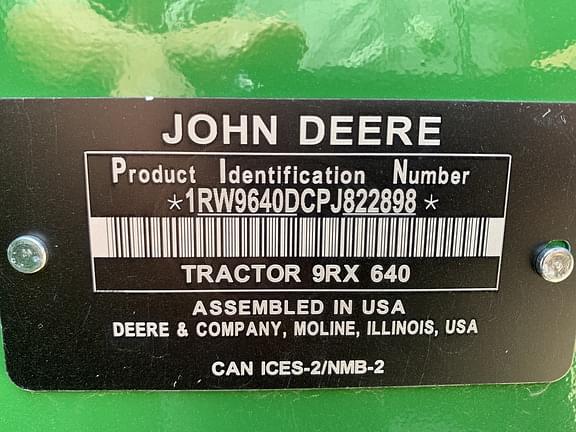 JOHN DEERE
Product Identification Number
*1RW9640DCPJ822898*
TRACTOR 9RX 640
ASSEMBLED IN USA
DEERE & COMPANY, MOLINE, ILLINOIS, USA
CAN ICES-2/NMB-2